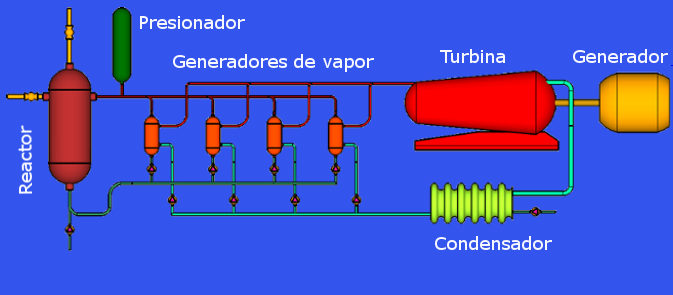 Presionador
Generadores de vapor
Turbina
Generador
Reactor
Condensador